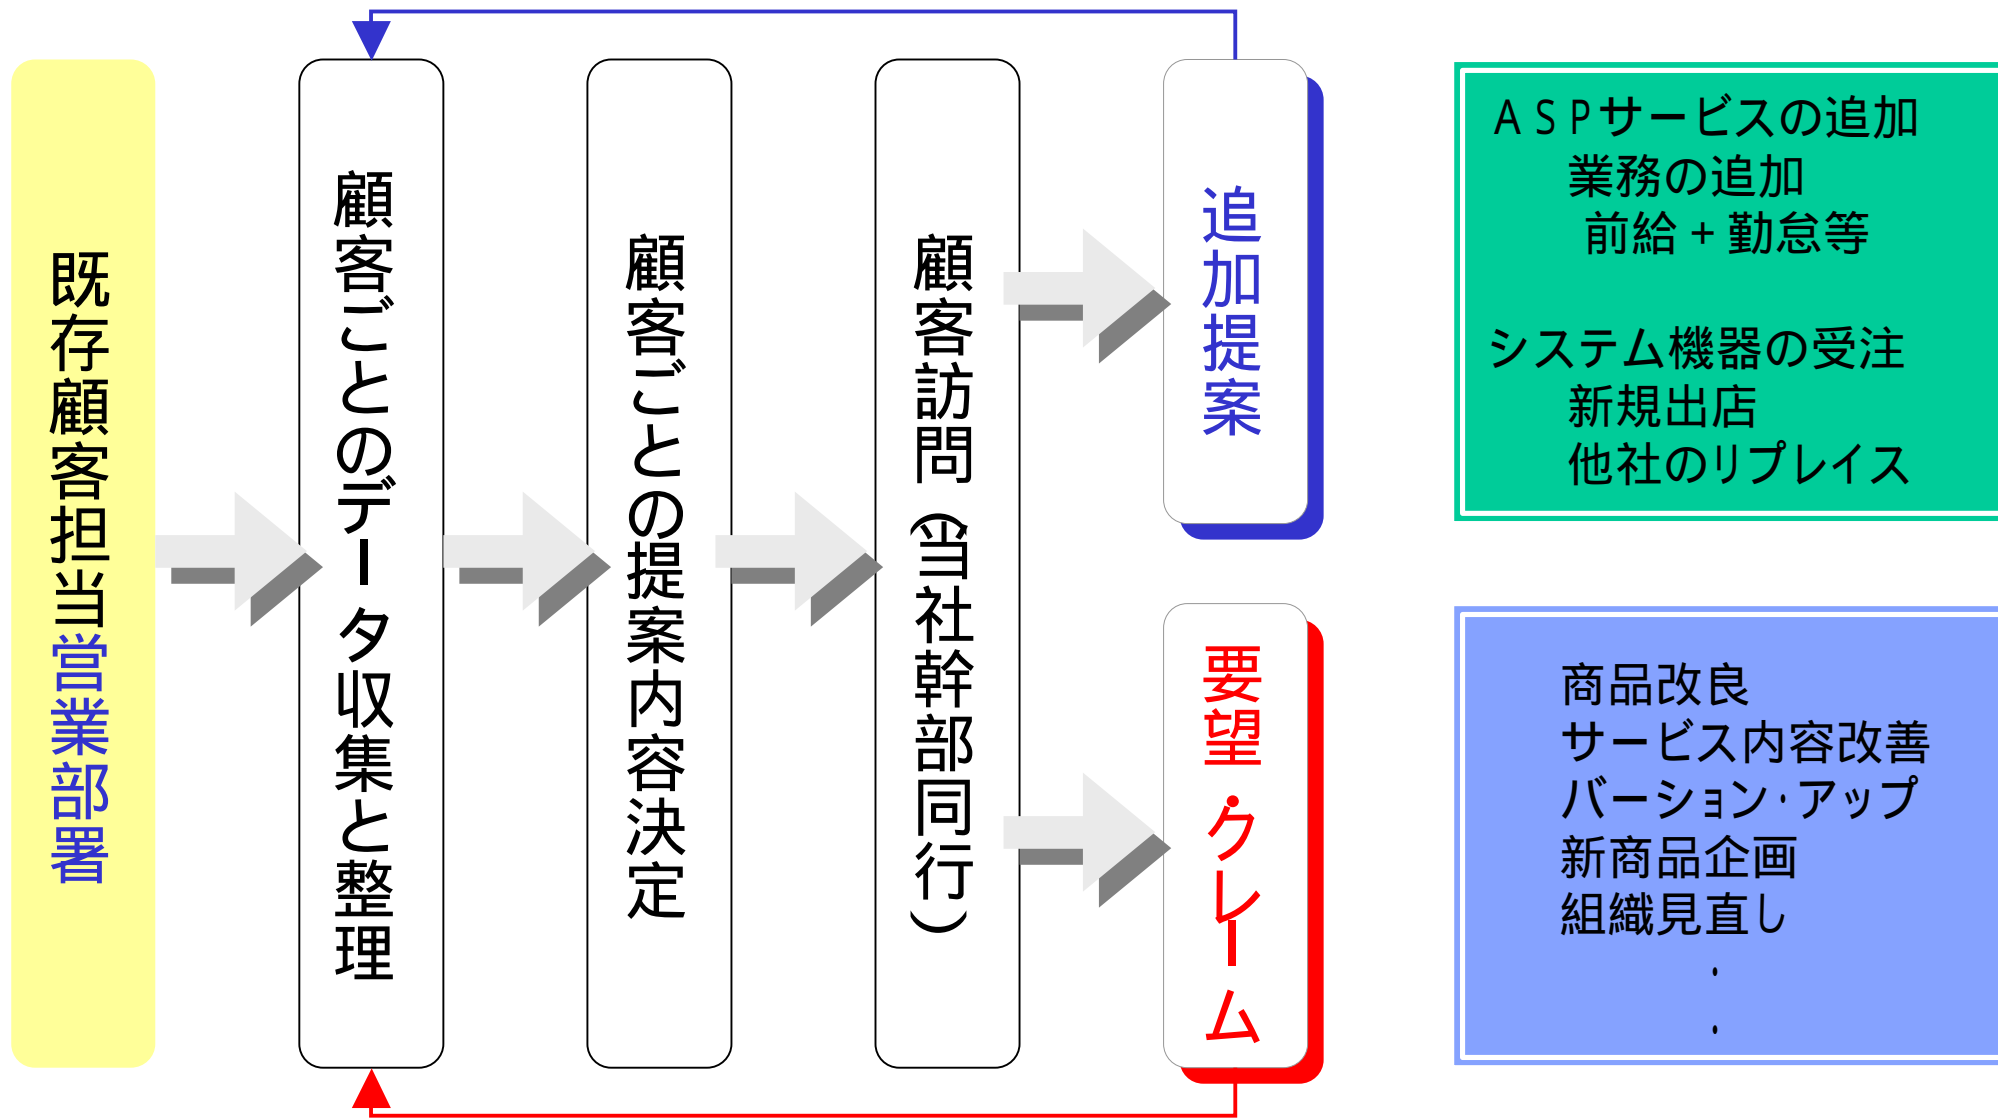 既存顧客担当営業部署
顧客ごとのデータ収集と整理
顧客ごとの提案内容決定
顧客訪問（当社幹部同行）
追加提案
要望・クレーム
ＡＳＰサービスの追加
業務の追加
前給＋勤怠等
システム機器の受注
新規出店
他社のリプレイス
商品改良
サービス内容改善
バーション・アップ
新商品企画
組織見直し
・
・